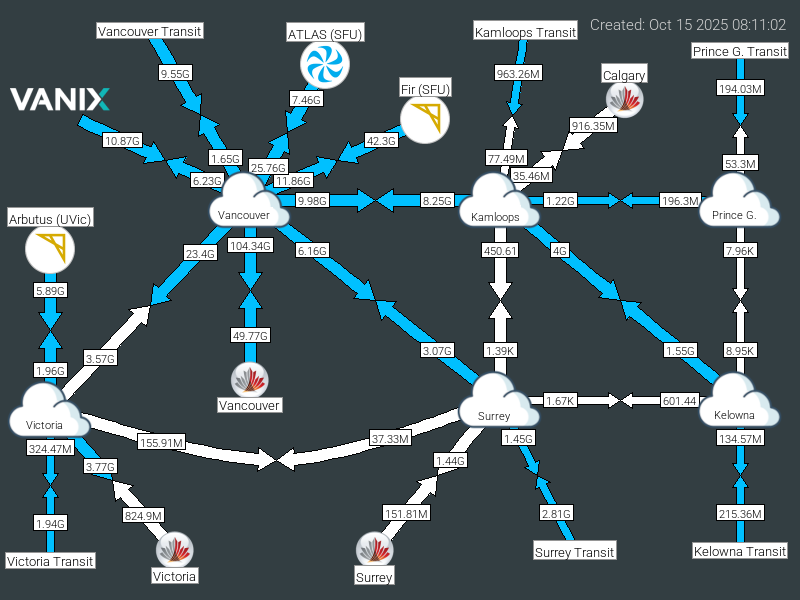 Created: Oct 15 2025 08:11:02
Vancouver Transit
ATLAS (SFU)
Kamloops Transit
Prince G. Transit
9.55G
963.26M
Calgary
194.03M
VANIX
7.46G
Fir (SFU)
916.35M
10.87G
42.3G
1.65G
77.49M
53.3M
25.76G
35.46M
6.23G
11.86G
9.98G
8.25G
1.22G
196.3M
Vancouver
Kamloops
Prince G.
Arbutus (UVic)
23.4G
104.34G
6.16G
450.61
4G
7.96K
5.89G
49.77G
3.57G
3.07G
1.39K
1.55G
8.95K
1.96G
Vancouver
1.67K
601.44
Victoria
Surrey
Kelowna
155.91M
37.33M
1.45G
134.57M
324.47M
3.77G
1.44G
1.94G
824.9M
151.81M
2.81G
215.36M
Victoria Transit
Victoria
Surrey
Surrey Transit
Kelowna Transit